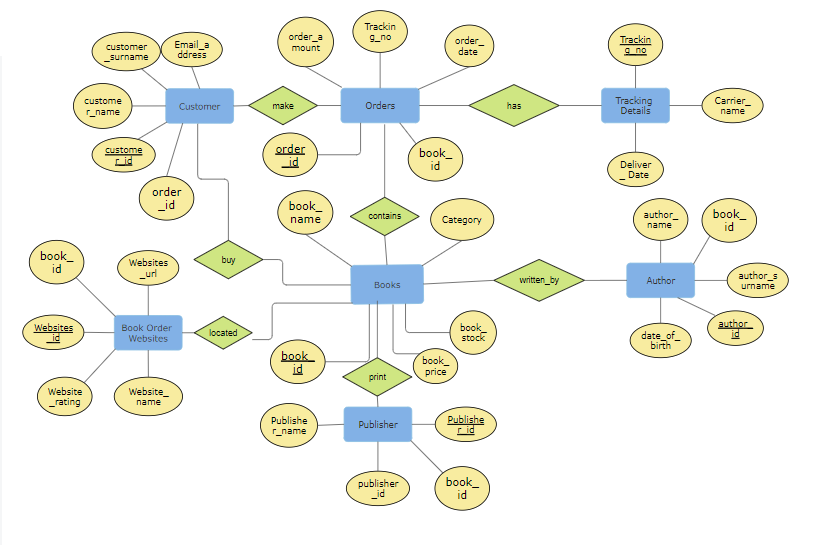 customer
_surname
Email_a
ddress
order_a
mount
Trackin
g_no
order_
date
Trackin
g_no
custome
r_name
Customer
make
Orders
has
Tracking
Details
Carrier_
name
custome
r_id
order
_id
book_
id
Deliver
_ Date
order
_id
book_
name
contains
Category
author_
name
book_
id
book_
id
Websites
_url
buy
Books
written_by
Author
author_s
urname
Websites
_id
Book Order
Websites
located
book_
stock
date_of_
birth
author_
id
book_
id
book_
price
print
Website
_rating
Website_
name
Publishe
r_name
Publisher
Publishe
r_id
publisher
_id
book_
id